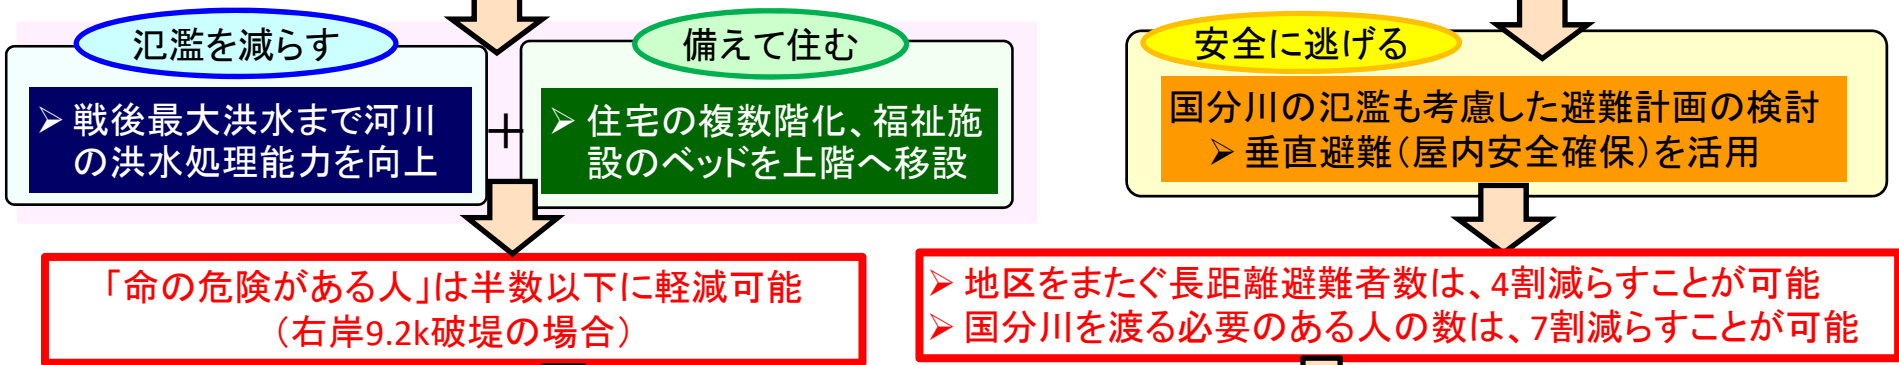 氾濫を減らす
➢ 戦後最大洪水まで河川
の洪水処理能力を向上
＋
備えて住む
➢ 住宅の複数階化、福祉施
設のベッドを上階へ移設
「命の危険がある人」は半数以下に軽減可能
（右岸9.2k破堤の場合）
安全に逃げる
国分川の氾濫も考慮した避難計画の検討
➢ 垂直避難（屋内安全確保）を活用
➢ 地区をまたぐ長距離避難者数は、4割減らすことが可能
➢ 国分川を渡る必要のある人の数は、7割減らすことが可能